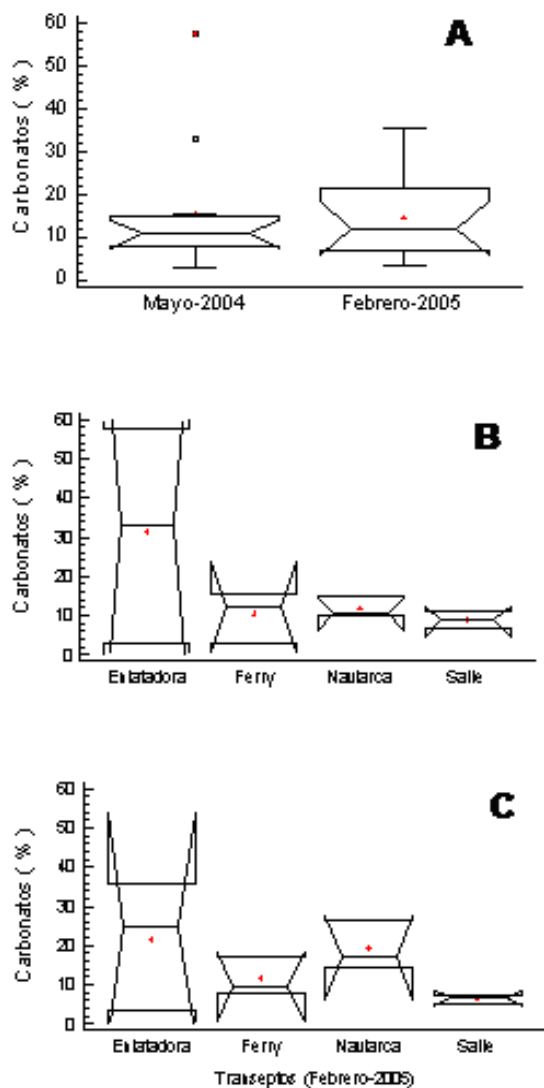 A
Carbonatos ( % )
60
50
40
30
20
10
0
Mayo-2004 Febrero-2005
B
Carbonatos ( % )
60
50
40
30
20
10
0
Enlatadora Ferry Nautarca Salle
C
Carbonatos ( % )
60
50
40
30
20
10
0
Enlatadora Ferry Nautarca Salle
Transeptos (Febrero-2005)